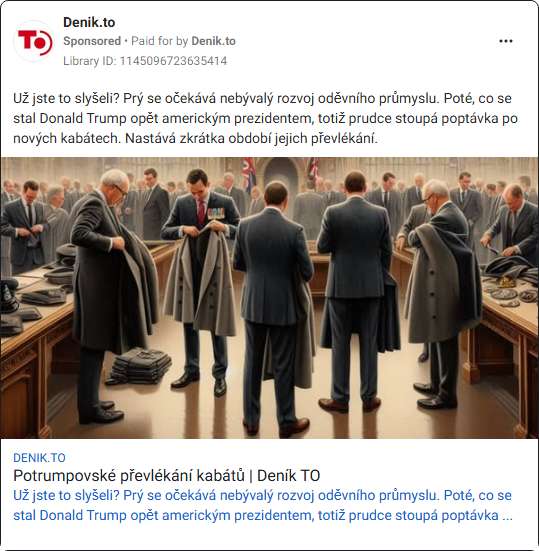 Denik.to
Sponsored • Paid for by Denik.to
Library ID: 1145096723635414
TO
Už jste to slyšeli? Prý se očekává nebývalý rozvoj oděvního průmyslu. Poté, co se
stal Donald Trump opět americkým prezidentem, totiž prudce stoupá poptávka po
nových kabátech. Nastává zkrátka období jejich převlékání.
DENIK.TO
Potrumpovské převlékání kabátů | Deník TO
Už jste to slyšeli? Prý se očekává nebývalý rozvoj oděvního průmyslu. Poté, co se
stal Donald Trump opět americkým prezidentem, totiž prudce stoupá poptávka ...